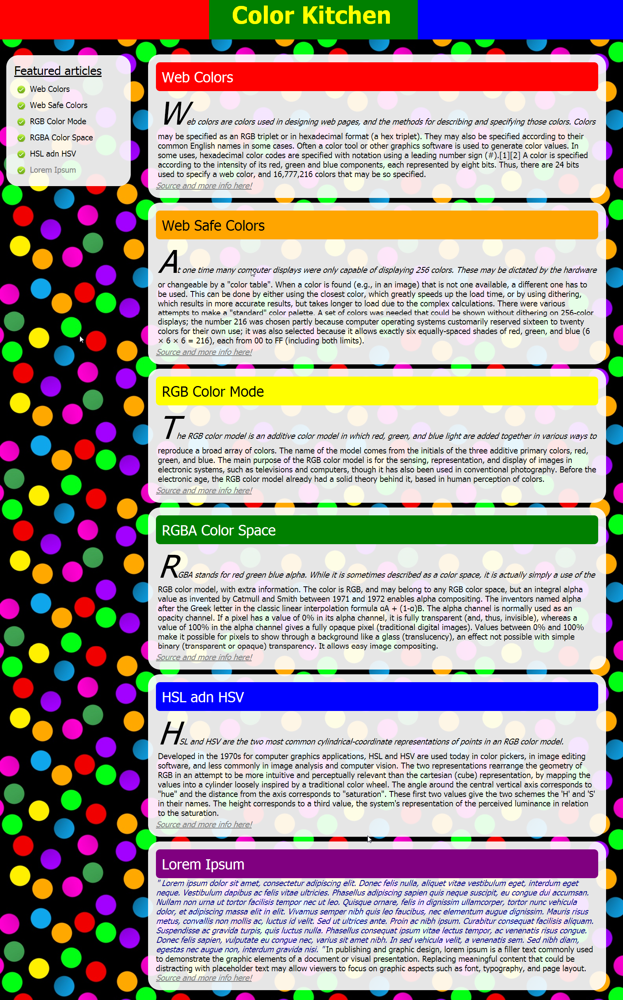 Color Kitchen
Featured articles
Web Colors
Web Safe Colors
RGB Color Mode
RGBA Color Space
HSL adn HSV
Lorem Ipsum
Web Colors
Web colors are colors used in designing web pages, and the methods for describing and specifying those colors. Colors
may be specified as an RGB triplet or in hexadecimal format (a hex triplet). They may also be specified according to their
common English names in some cases. Often a color tool or other graphics software is used to generate color values. In
some uses, hexadecimal color codes are specified with notation using a leading number sign (#).[1][2] A color is specified
according to the intensity of its red, green and blue components, each represented by eight bits. Thus, there are 24 bits
used to specify a web color, and 16,777,216 colors that may be so specified.
Source and more info here!
Web Safe Colors
At one time many computer displays were only capable of displaying 256 colors. These may be dictated by the hardware
or changeable by a "color table". When a color is found (e.g., in an image) that is not one available, a different one has to
be used. This can be done by either using the closest color, which greatly speeds up the load time, or by using dithering,
which results in more accurate results, but takes longer to load due to the complex calculations. There were various
attempts to make a "standard" color palette. A set of colors was needed that could be shown without dithering on 256-color
displays; the number 216 was chosen partly because computer operating systems customarily reserved sixteen to twenty
colors for their own use; it was also selected because it allows exactly six equally-spaced shades of red, green, and blue (6
× 6 × 6 = 216), each from 00 to FF (including both limits).
Source and more info here!
RGB Color Mode
The RGB color model is an additive color model in which red, green, and blue light are added together in various ways to
reproduce a broad array of colors. The name of the model comes from the initials of the three additive primary colors, red,
green, and blue. The main purpose of the RGB color model is for the sensing, representation, and display of images in
electronic systems, such as televisions and computers, though it has also been used in conventional photography. Before the
electronic age, the RGB color model already had a solid theory behind it, based in human perception of colors.
Source and more info here!
RGBA Color Space
RGBA stands for red green blue alpha. While it is sometimes described as a color space, it is actually simply a use of the
RGB color model, with extra information. The color is RGB, and may belong to any RGB color space, but an integral alpha
value as invented by Catmull and Smith between 1971 and 1972 enables alpha compositing. The inventors named alpha
after the Greek letter in the classic linear interpolation formula αA + (1-α)B. The alpha channel is normally used as an
opacity channel. If a pixel has a value of 0% in its alpha channel, it is fully transparent (and, thus, invisible), whereas a
value of 100% in the alpha channel gives a fully opaque pixel (traditional digital images). Values between 0% and 100%
make it possible for pixels to show through a background like a glass (translucency), an effect not possible with simple
binary (transparent or opaque) transparency. It allows easy image compositing.
Source and more info here!
HSL adn HSV
HSL and HSV are the two most common cylindrical-coordinate representations of points in an RGB color model.
Developed in the 1970s for computer graphics applications, HSL and HSV are used today in color pickers, in image editing
software, and less commonly in image analysis and computer vision. The two representations rearrange the geometry of
RGB in an attempt to be more intuitive and perceptually relevant than the cartesian (cube) representation, by mapping the
values into a cylinder loosely inspired by a traditional color wheel. The angle around the central vertical axis corresponds to
"hue" and the distance from the axis corresponds to "saturation". These first two values give the two schemes the 'H' and 'S'
in their names. The height corresponds to a third value, the system's representation of the perceived luminance in relation
to the saturation.
Source and more info here!
Lorem Ipsum
" Lorem ipsum dolor sit amet, consectetur adipiscing elit. Donec felis nulla, aliquet vitae vestibulum eget, interdum eget
neque. Vestibulum dapibus ac felis vitae ultricies. Phasellus adipiscing sapien quis neque suscipit, eu congue dui accumsan.
Nullam non urna ut tortor facilisis tempor nec ut leo. Quisque ornare, felis in dignissim ullamcorper, tortor nunc vehicula
dolor, et adipiscing massa elit in elit. Vivamus semper nibh quis leo faucibus, nec elementum augue dignissim. Mauris risus
metus, convallis non mollis ac, luctus id velit. Sed ut ultrices ante. Proin ac nibh ipsum. Curabitur consequat facilisis aliquam.
Suspendisse ac gravida turpis, quis luctus nulla. Phasellus consequat ipsum vitae lectus tempor, ac venenatis risus congue.
Donec felis sapien, vulputate eu congue nec, varius sit amet nibh. In sed vehicula velit, a venenatis sem. Sed nibh diam,
egestas nec augue non, interdum gravida nisi. "In publishing and graphic design, lorem ipsum is a filler text commonly used
to demonstrate the graphic elements of a document or visual presentation. Replacing meaningful content that could be
distracting with placeholder text may allow viewers to focus on graphic aspects such as font, typography, and page layout.
Source and more info here!